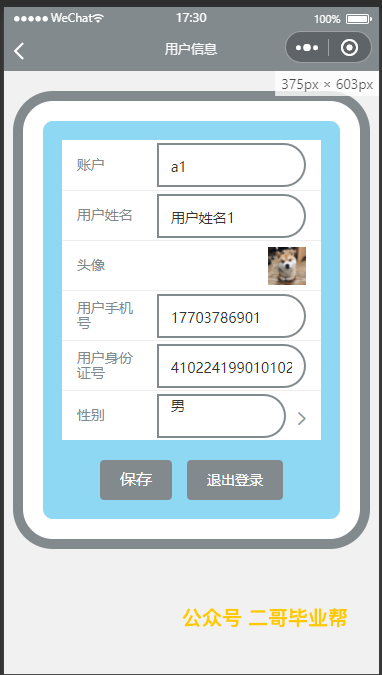 WeChat
17:30
100%
用户信息
375px × 603px
账户
a1
用户姓名
用户姓名1
头像
用户手机
号
17703786901
用户身份
证号
410224199010102
性别
男
保存
退出登录
公众号 二哥毕业帮